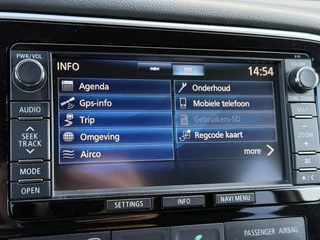 PWR/VOL
INFO
14:54
Agenda
Onderhoud
Gps-info
Mobiele telefoon
Trip
Gebruikers-SD
Omgeving
Regcode kaart
Airco
more
AUDIO
SEEK
TRACK
MODE
OPEN
ZOOM
SETTINGS
INFO
NAVI MENU
PASSENGER AIRBAG